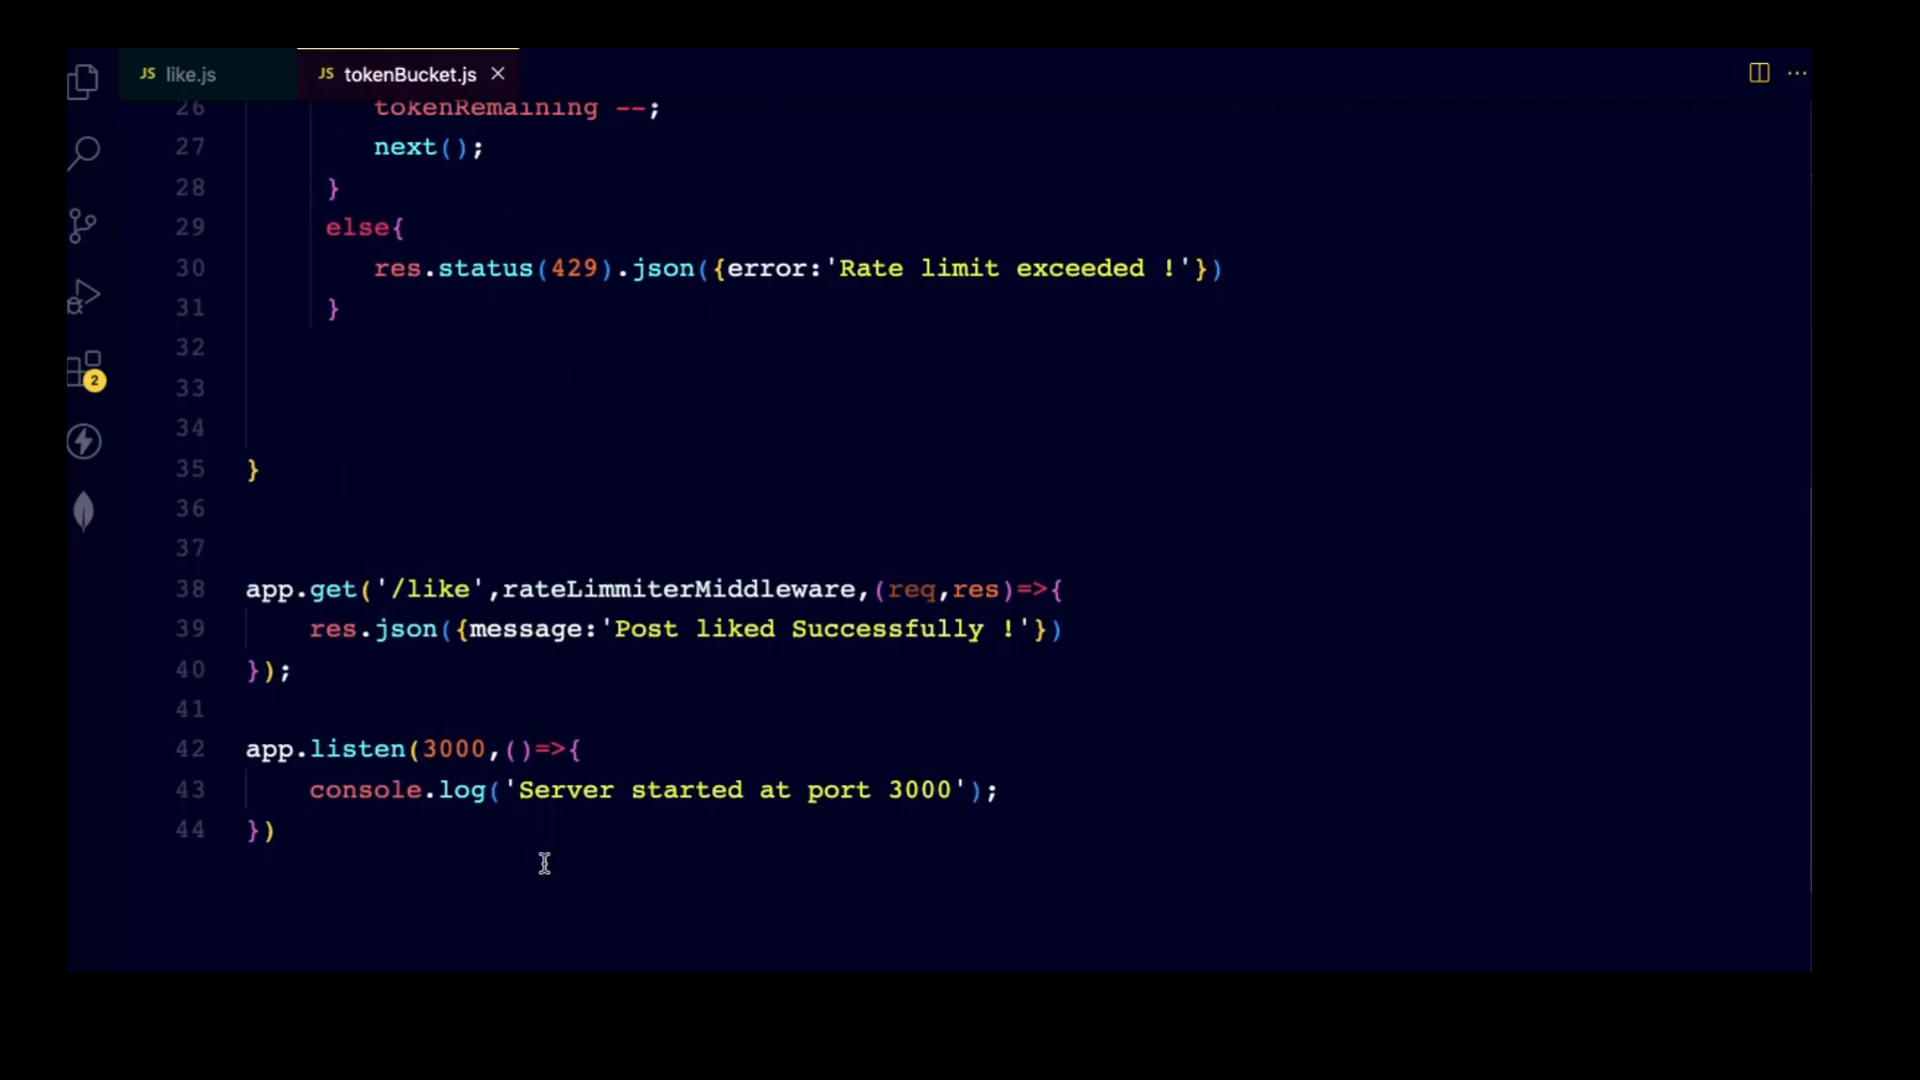 JS like.js JS tokenBucket.js
26 tokenRemaining --;
27 next();
28 }
29 else{
30 res.status(429).json({error:'Rate limit exceeded !'})
31 }
32
33
34
35 }
36
37
38 app.get('/like',rateLimmiterMiddleware,(req,res)=>{
39 res.json({message:'Post liked Successfully !'})
40 });
41
42 app.listen(3000,()=>{
43 console.log('Server started at port 3000');
44 })
2